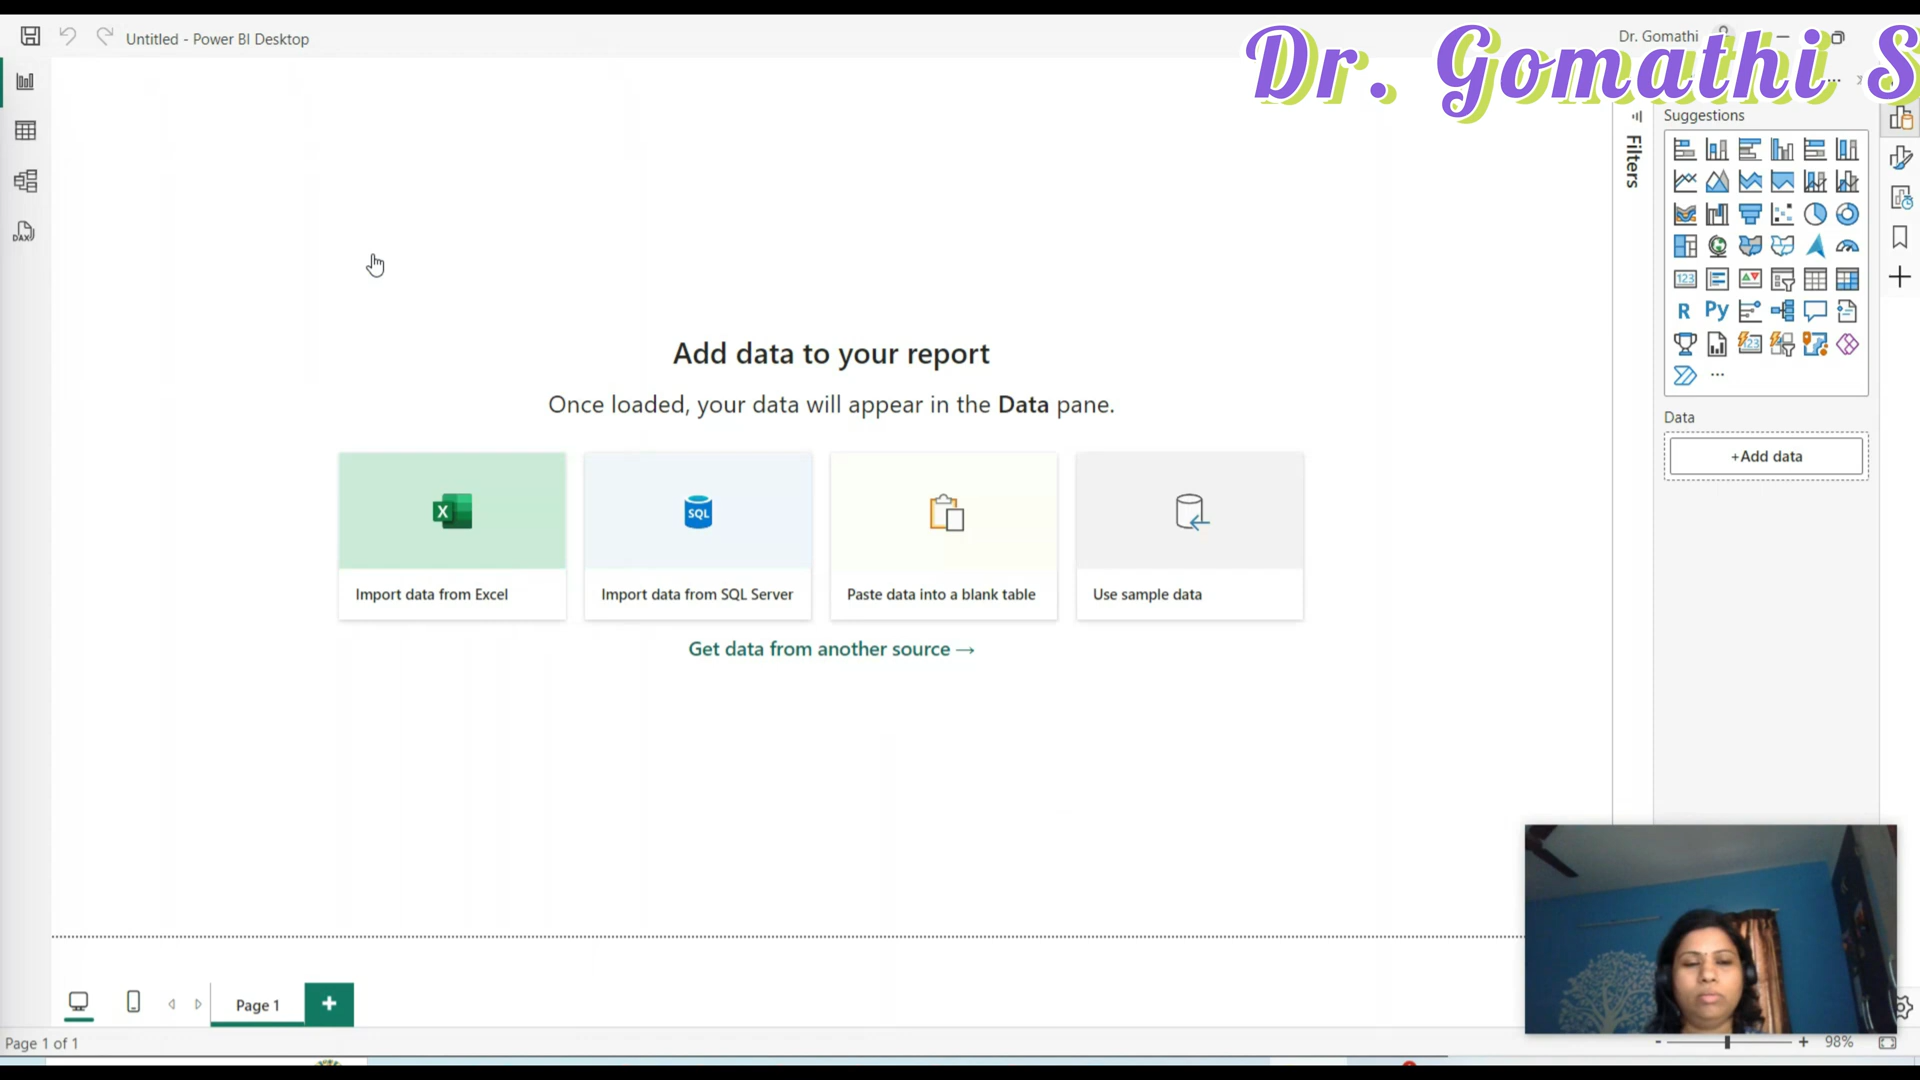 Untitled - Power BI Desktop
Dr. Gomathi
Dr. Gomathi S
Suggestions
Filters
DAX
123
R
Py
123
Add data to your report
Once loaded, your data will appear in the Data pane.
Data
+Add data
X
SQL
Import data from Excel
Import data from SQL Server
Paste data into a blank table
Use sample data
Get data from another source →
Page 1
Page 1 of 1
98%